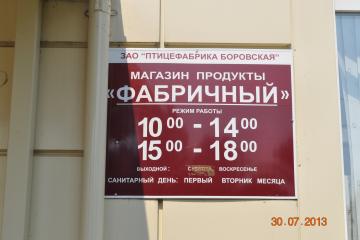 ЗАО "ПТИЦЕФАБРИКА БОРОВСКАЯ"
МАГАЗИН ПРОДУКТЫ
«ФАБРИЧНЫЙ»
РЕЖИМ РАБОТЫ
10 00 - 14 00
15 00 - 18 00
ВЫХОДНОЙ: СУББОТА, ВОСКРЕСЕНЬЕ
САНИТАРНЫЙ ДЕНЬ: ПЕРВЫЙ ВТОРНИК МЕСЯЦА
30.07.2013